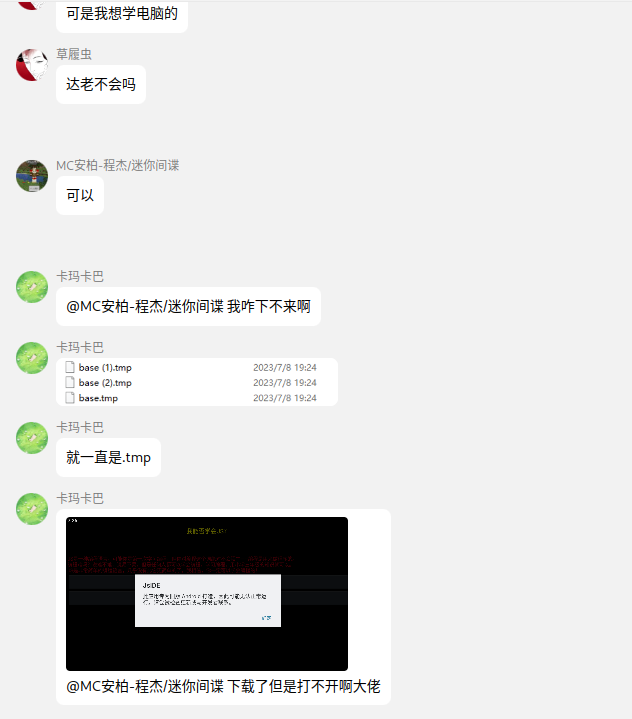 可是我想学电脑的
草履虫
达老不会吗
MC安柏-程杰/迷你间谍
可以
卡玛卡巴
@MC安柏-程杰/迷你间谍 我咋下不来啊
卡玛卡巴
base (1).tmp 2023/7/8 19:24
base (2).tmp 2023/7/8 19:24
base.tmp 2023/7/8 19:24
卡玛卡巴
就一直是.tmp
卡玛卡巴
JsIDE
@MC安柏-程杰/迷你间谍 下载了但是打不开啊大佬